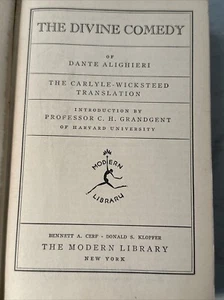 THE DIVINE COMEDY
OF
DANTE ALIGHIERI
THE CARLYLE-WICKSTEED
TRANSLATION
INTRODUCTION BY
PROFESSOR C. H. GRANDGENT
OF HARVARD UNIVERSITY
MODERN
LIBRARY
BENNETT A. CERF · DONALD S. KLOPFER
THE MODERN LIBRARY
NEW YORK